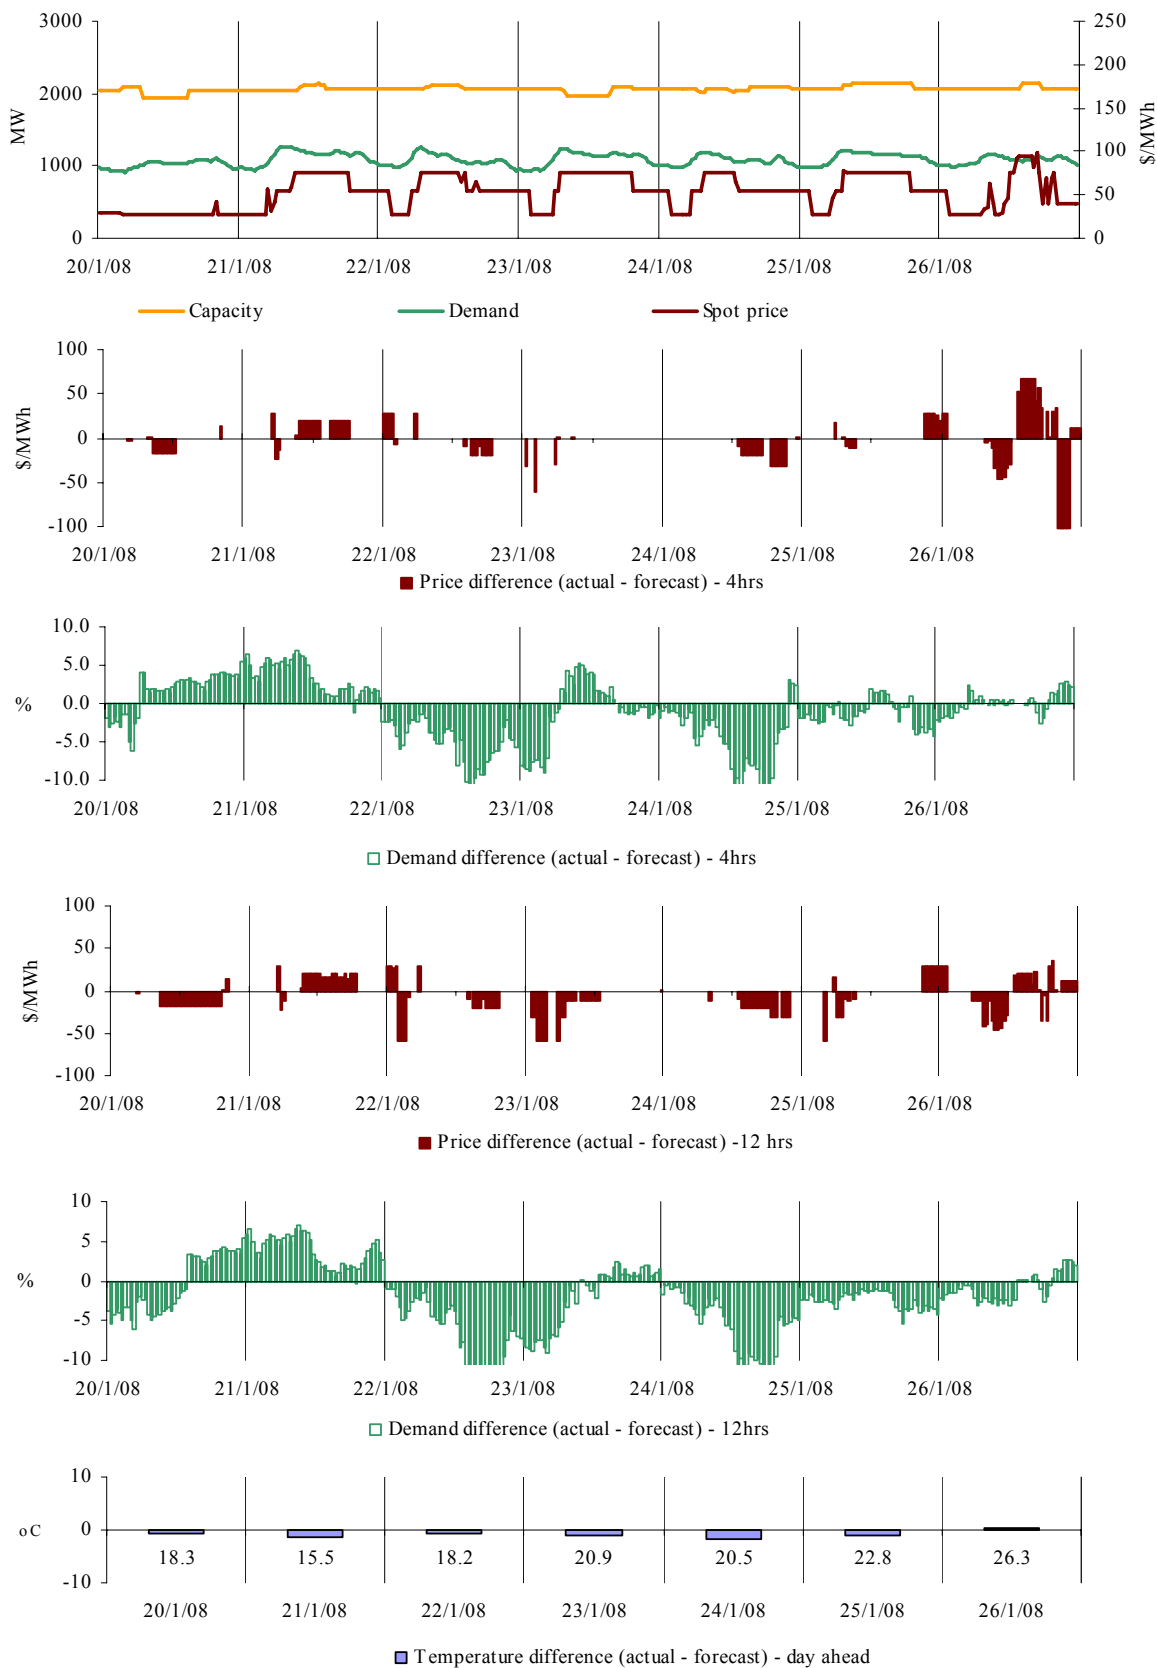 3000 250
200
2000 150
MW $/MWh
1000 100
50
0 0
20/1/08 21/1/08 22/1/08 23/1/08 24/1/08 25/1/08 26/1/08
Capacity Demand Spot price
100
50
$/MWh
0
-50
-100
20/1/08 21/1/08 22/1/08 23/1/08 24/1/08 25/1/08 26/1/08
Price difference (actual - forecast) - 4hrs
10.0
5.0
% 0.0
-5.0
-10.0
20/1/08 21/1/08 22/1/08 23/1/08 24/1/08 25/1/08 26/1/08
Demand difference (actual - forecast) - 4hrs
100
50
$/MWh
0
-50
-100
20/1/08 21/1/08 22/1/08 23/1/08 24/1/08 25/1/08 26/1/08
Price difference (actual - forecast) -12 hrs
10
5
% 0
-5
-10
20/1/08 21/1/08 22/1/08 23/1/08 24/1/08 25/1/08 26/1/08
Demand difference (actual - forecast) - 12hrs
10
oC 0
18.3 15.5 18.2 20.9 20.5 22.8 26.3
-10
20/1/08 21/1/08 22/1/08 23/1/08 24/1/08 25/1/08 26/1/08
Temperature difference (actual - forecast) - day ahead